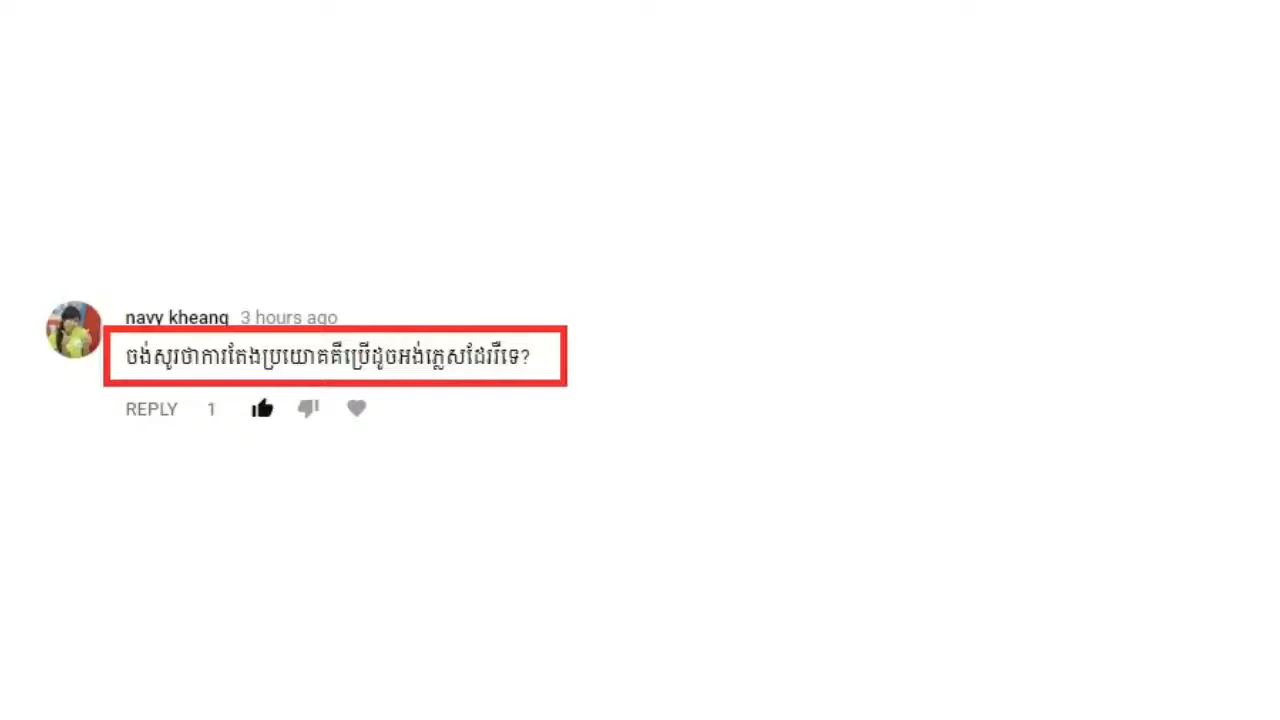 navy kheang 3 hours ago
ចង់សូរថាការតែងប្រយោគគឺប្រើដូចអង់ភ្លេសដែររឺទេ?
REPLY 1